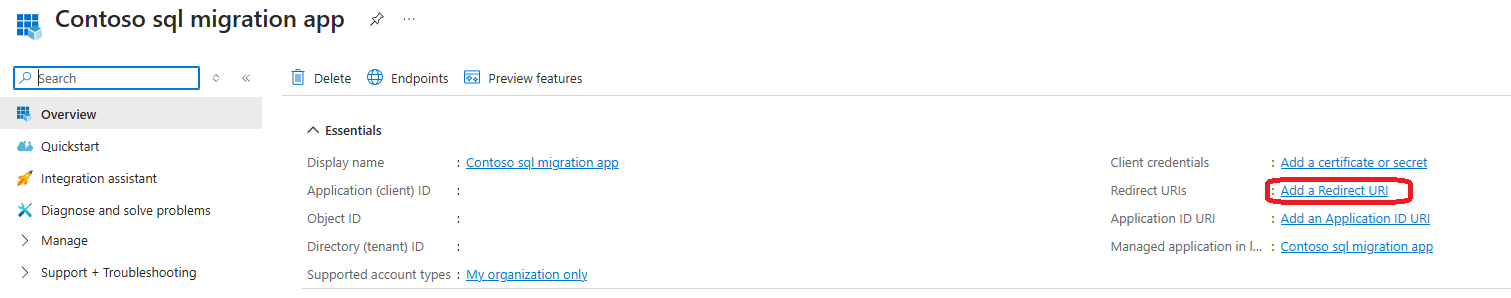 Contoso sql migration app
Search
Delete Endpoints Preview features
Overview
Quickstart
Integration assistant
Diagnose and solve problems
Manage
Support + Troubleshooting
Essentials
Display name : Contoso sql migration app
Application (client) ID :
Object ID :
Directory (tenant) ID :
Supported account types : My organization only
Client credentials : Add a certificate or secret
Redirect URIs : Add a Redirect URI
Application ID URI : Add an Application ID URI
Managed application in l... : Contoso sql migration app